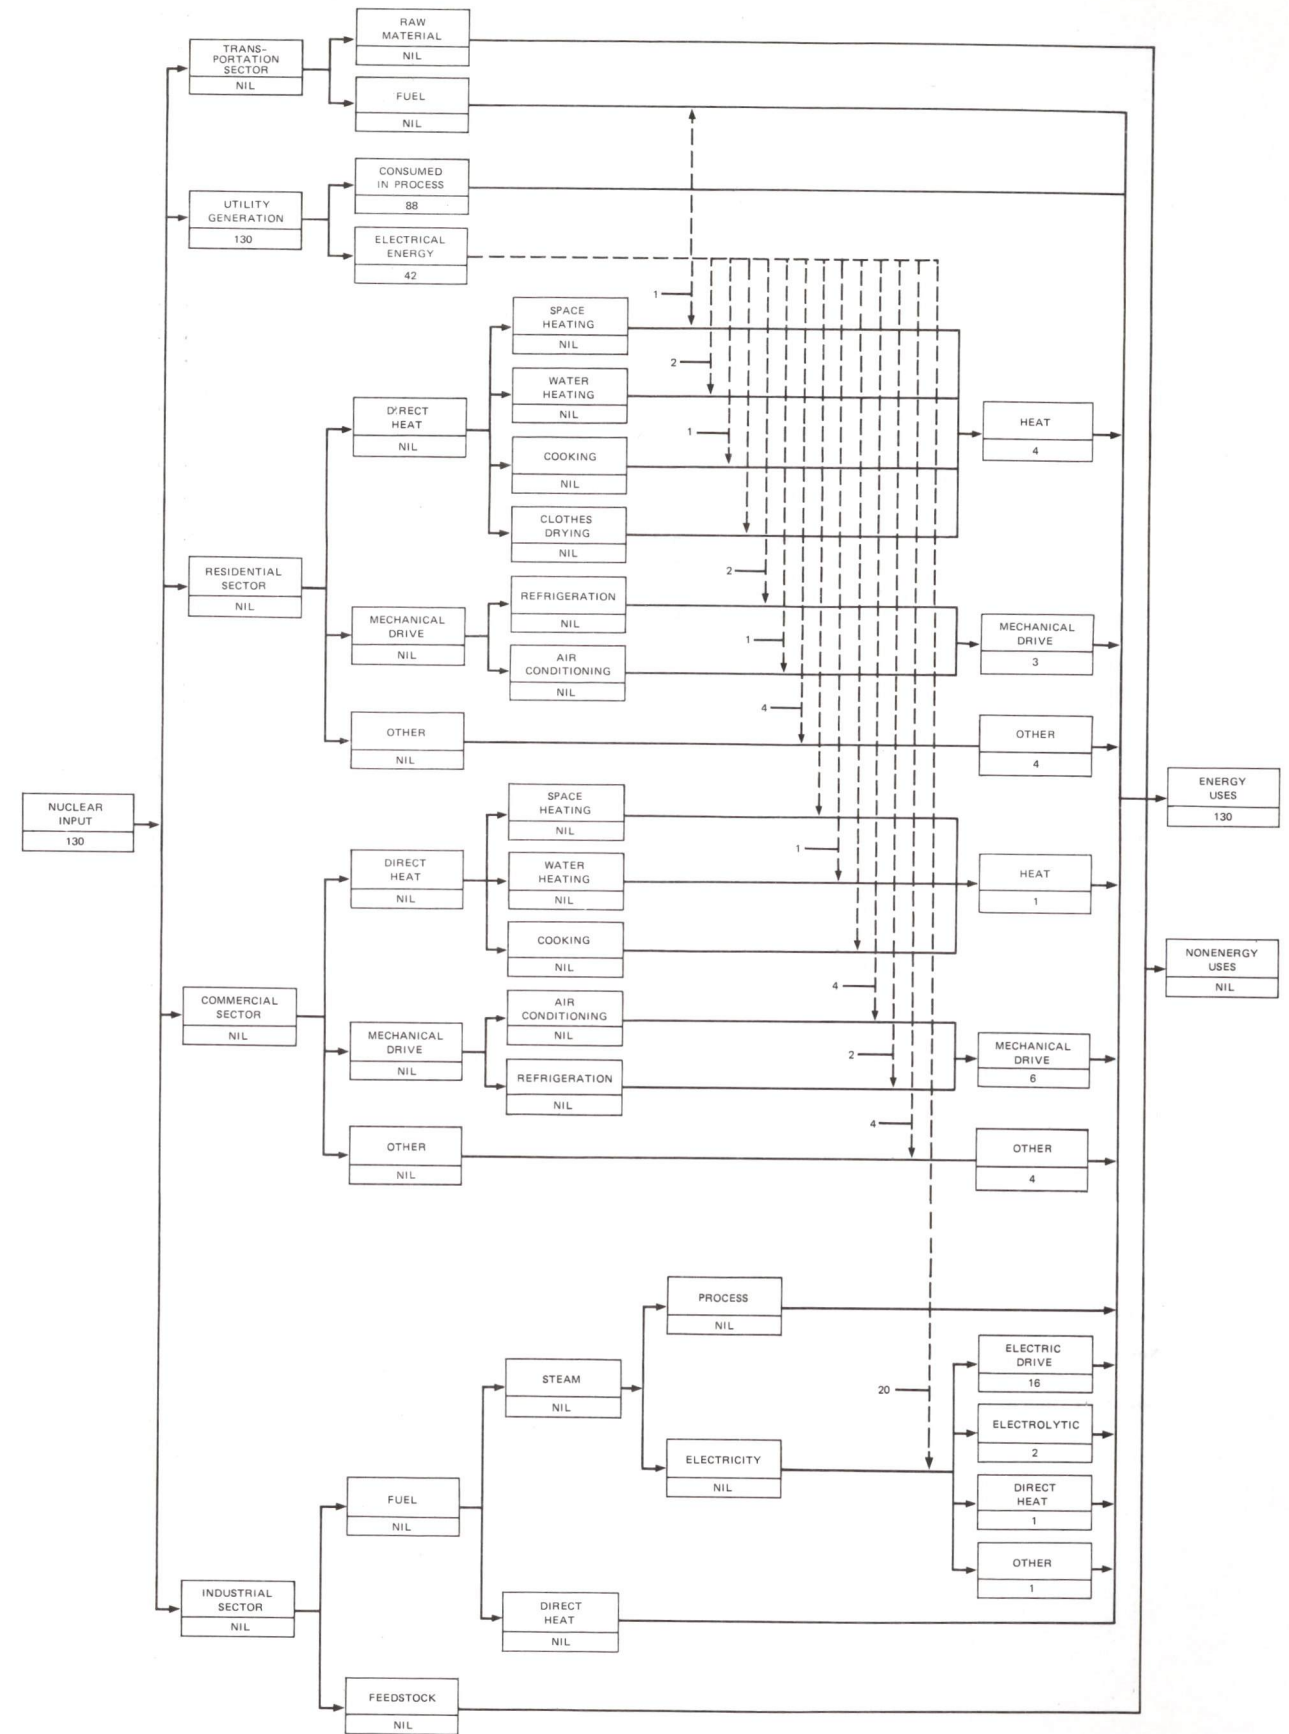 RAW
MATERIAL
NIL
TRANS-
PORTATION
SECTOR
NIL
FUEL
NIL
CONSUMED
IN PROCESS
88
UTILITY
GENERATION
130
ELECTRICAL
ENERGY
42
1
SPACE
HEATING
NIL
2
WATER
HEATING
NIL
DIRECT
HEAT
NIL
HEAT
4
1
COOKING
NIL
CLOTHES
DRYING
NIL
RESIDENTIAL
SECTOR
NIL
2
REFRIGERATION
NIL
MECHANICAL
DRIVE
NIL
1
MECHANICAL
DRIVE
3
AIR
CONDITIONING
NIL
4
OTHER
NIL
OTHER
4
NUCLEAR
INPUT
130
SPACE
HEATING
NIL
ENERGY
USES
130
1
DIRECT
HEAT
NIL
WATER
HEATING
NIL
HEAT
1
COOKING
NIL
NONENERGY
USES
NIL
4
COMMERCIAL
SECTOR
NIL
AIR
CONDITIONING
NIL
MECHANICAL
DRIVE
NIL
2
MECHANICAL
DRIVE
6
REFRIGERATION
NIL
4
OTHER
NIL
OTHER
4
PROCESS
NIL
ELECTRIC
DRIVE
16
STEAM
NIL
20
ELECTROLYTIC
2
ELECTRICITY
NIL
DIRECT
HEAT
1
FUEL
NIL
OTHER
1
INDUSTRIAL
SECTOR
NIL
DIRECT
HEAT
NIL
FEEDSTOCK
NIL